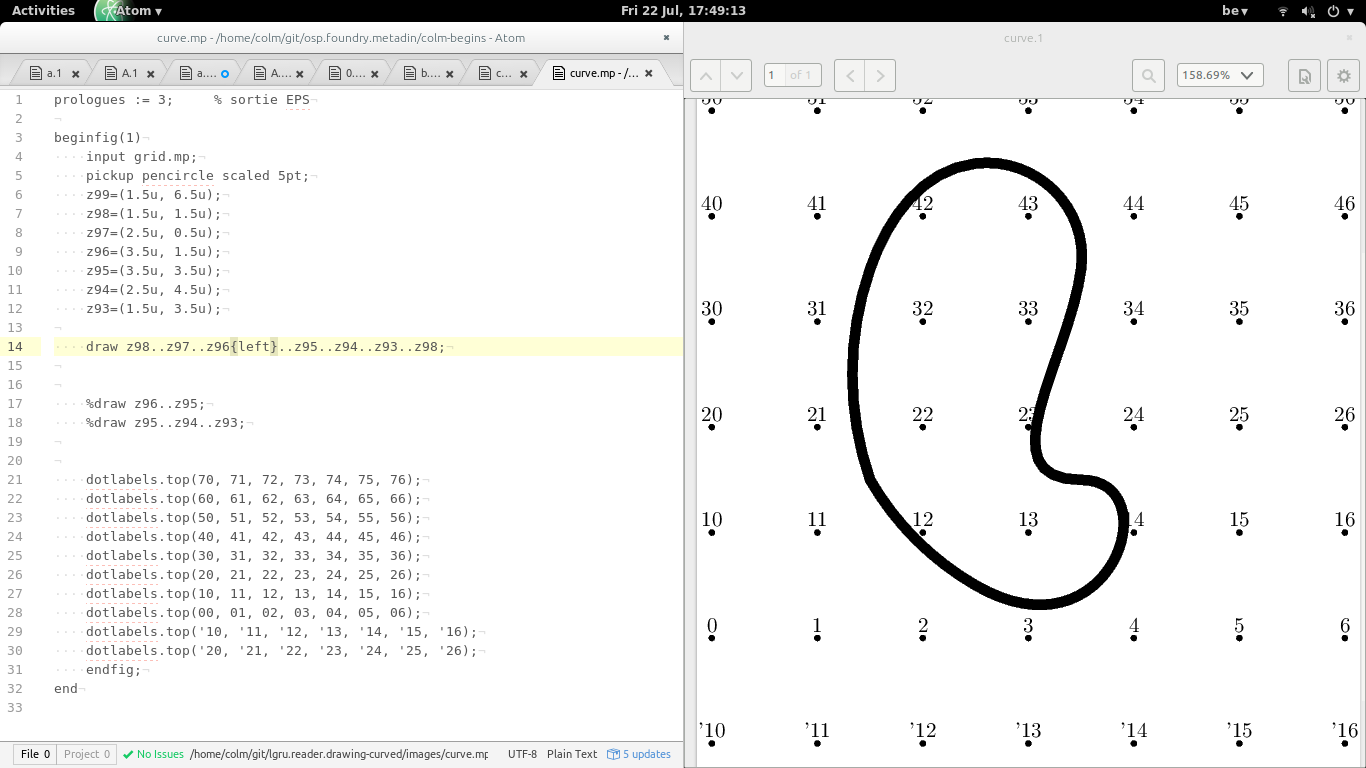 Activities Atom ▾ Fri 22 Jul, 17:49:13 be ▾
curve.mp - /home/colm/git/osp.foundry.metadin/colm-begins - Atom
curve.1
a.1 A.1 a.... A.... 0.... b.... c... curve.mp - /...
1 of 1 158.69%
1 prologues := 3;     % sortie EPS
2
3 beginfig(1)
4     input grid.mp;
5     pickup pencircle scaled 5pt;
6     z99=(1.5u, 6.5u);
7     z98=(1.5u, 1.5u);
8     z97=(2.5u, 0.5u);
9     z96=(3.5u, 1.5u);
10     z95=(3.5u, 3.5u);
11     z94=(2.5u, 4.5u);
12     z93=(1.5u, 3.5u);
13
14     draw z98..z97..z96{left}..z95..z94..z93..z98;
15
16
17     %draw z96..z95;
18     %draw z95..z94..z93;
19
20
21     dotlabels.top(70, 71, 72, 73, 74, 75, 76);
22     dotlabels.top(60, 61, 62, 63, 64, 65, 66);
23     dotlabels.top(50, 51, 52, 53, 54, 55, 56);
24     dotlabels.top(40, 41, 42, 43, 44, 45, 46);
25     dotlabels.top(30, 31, 32, 33, 34, 35, 36);
26     dotlabels.top(20, 21, 22, 23, 24, 25, 26);
27     dotlabels.top(10, 11, 12, 13, 14, 15, 16);
28     dotlabels.top(00, 01, 02, 03, 04, 05, 06);
29     dotlabels.top('10, '11, '12, '13, '14, '15, '16);
30     dotlabels.top('20, '21, '22, '23, '24, '25, '26);
31     endfig;
32 end
33
File 0 Project 0 No Issues /home/colm/git/lgru.reader.drawing-curved/images/curve.mp UTF-8 Plain Text 5 updates
50 51 52 53 54 55 56
40 41 42 43 44 45 46
30 31 32 33 34 35 36
20 21 22 23 24 25 26
10 11 12 13 14 15 16
0 1 2 3 4 5 6
'10 '11 '12 '13 '14 '15 '16